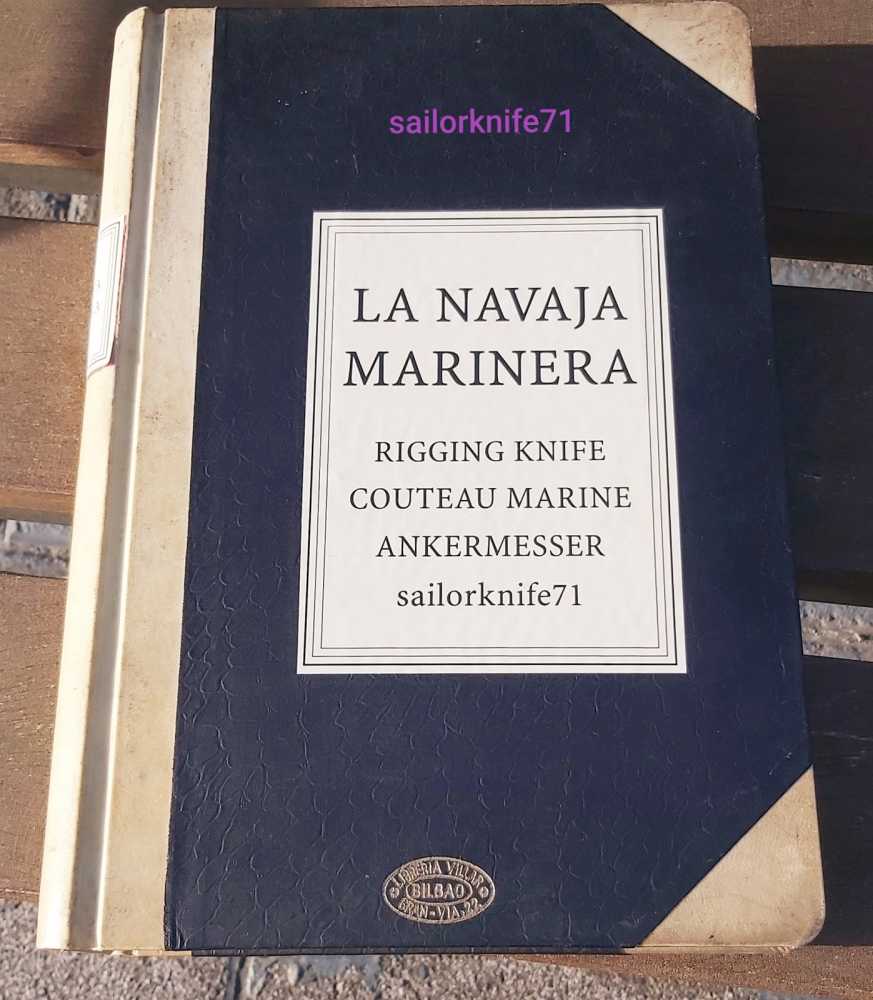 sailorknife71
LA NAVAJA
MARINERA
RIGGING KNIFE
COUTEAU MARINE
ANKERMESSER
sailorknife71
LIBRERIA VILLAR
BILBAO
GRAN-VIA, 22